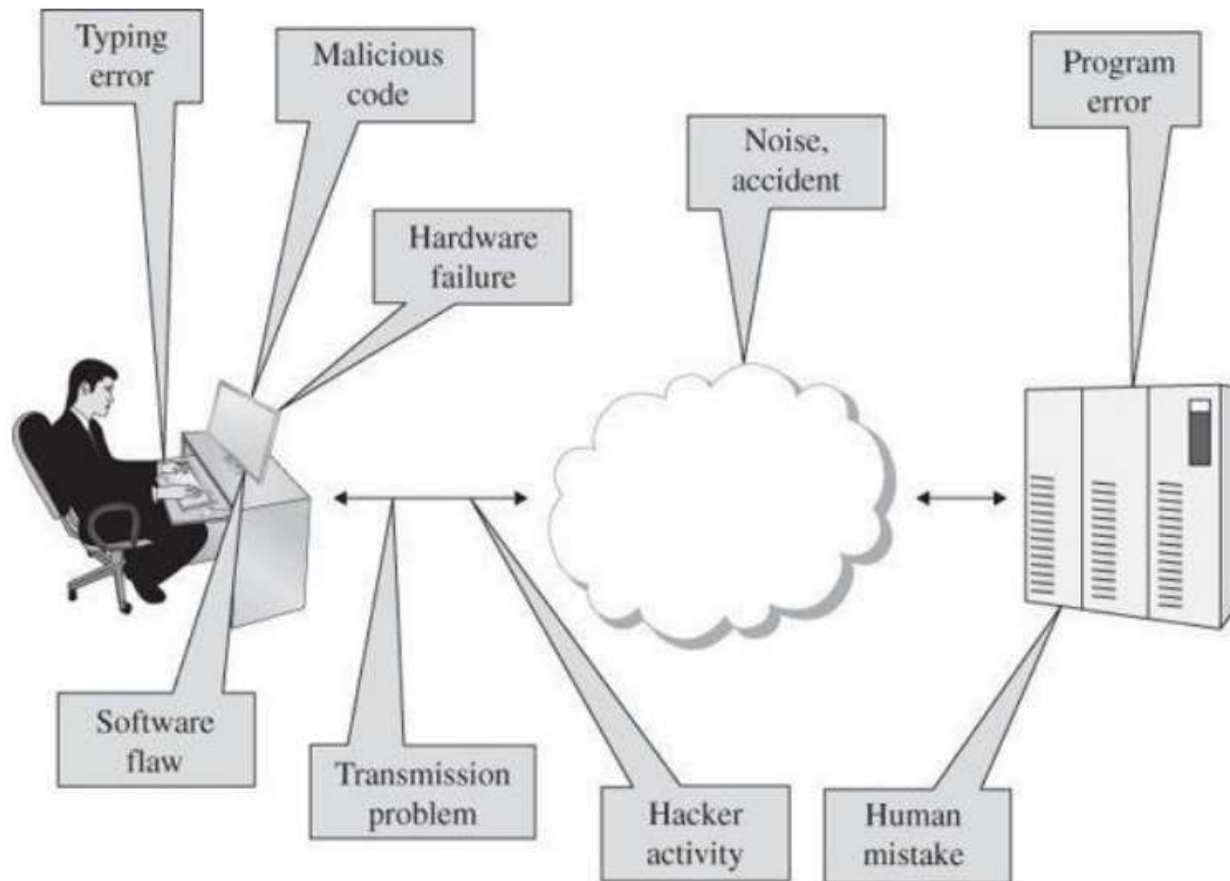 Typing
error
Malicious
code
Hardware
failure
Noise,
accident
Program
error
Software
flaw
Transmission
problem
Hacker
activity
Human
mistake